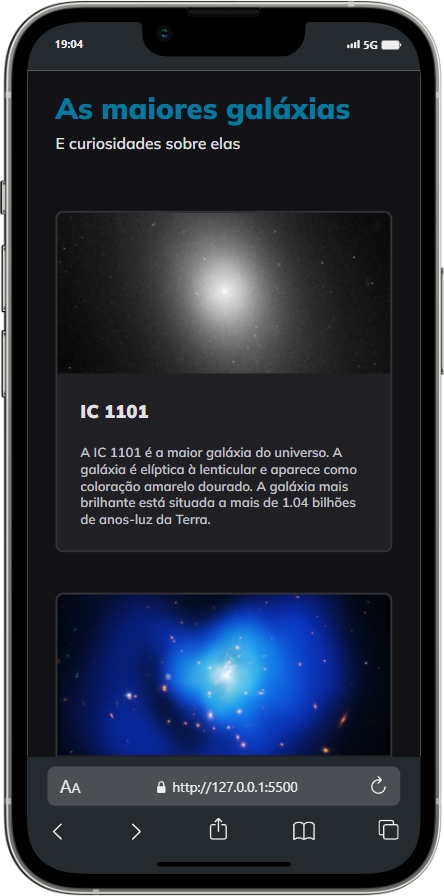 19:04
5G
As maiores galáxias
E curiosidades sobre elas
IC 1101
A IC 1101 é a maior galáxia do universo. A
galáxia é elíptica à lenticular e aparece como
coloração amarelo dourado. A galáxia mais
brilhante está situada a mais de 1.04 bilhões
de anos-luz da Terra.
AA http://127.0.0.1:5500